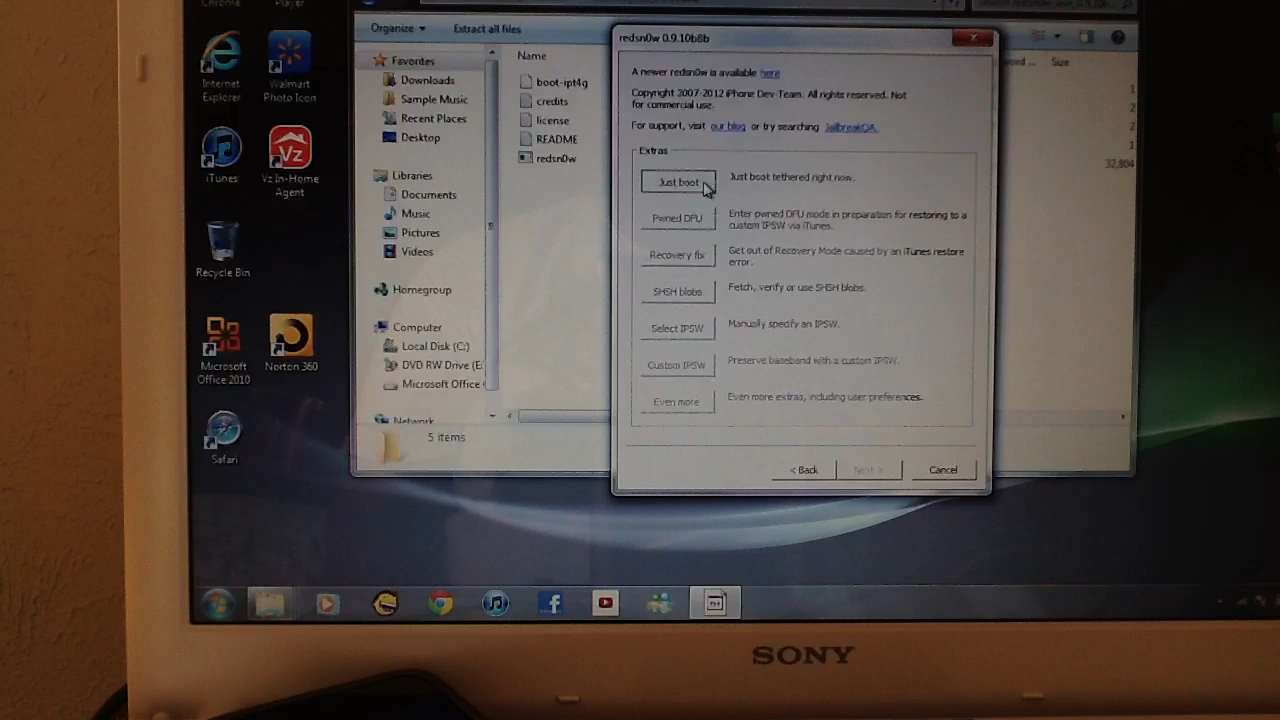 Chrome
Player
Internet
Explorer
Walmart
Photo Icon
iTunes
Vz
Vz In-Home
Agent
Recycle Bin
Microsoft
Office 2010
Norton 360
Safari
Organize
Extract all files
Favorites
Downloads
Sample Music
Recent Places
Desktop
Libraries
Documents
Music
Pictures
Videos
Homegroup
Computer
Local Disk (C:)
DVD RW Drive (E:
Microsoft Office
Network
5 items
Name
boot-ipt4g
credits
license
README
redsn0w
Size
1
2
2
1
32,804
redsn0w 0.9.10b8b
A newer redsn0w is available here
Copyright 2007-2012 iPhone Dev-Team. All rights reserved. Not
for commercial use.
For support, visit our blog or try searching JailbreakQA.
Extras
Just boot
Just boot tethered right now.
Pwned DFU
Enter pwned DFU mode in preparation for restoring to a
custom IPSW via iTunes.
Recovery fix
Get out of Recovery Mode caused by an iTunes restore
error.
SHSH blobs
Fetch, verify or use SHSH blobs.
Select IPSW
Manually specify an IPSW.
Custom IPSW
Preserve baseband with a custom IPSW.
Even more
Even more extras, including user preferences.
< Back
Next >
Cancel
SONY